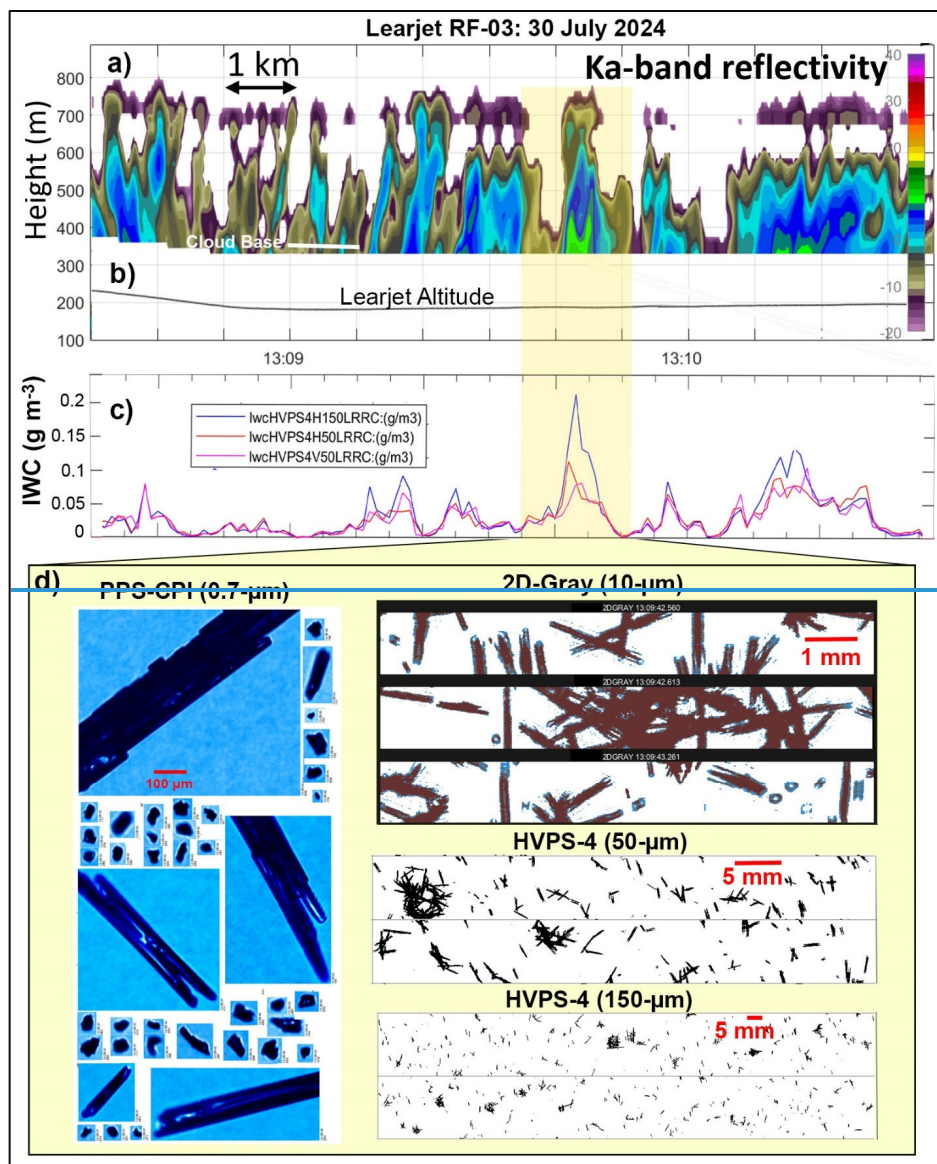 Learjet RF-03: 30 July 2024
a)
1 km
Ka-band reflectivity
Height (m)
800
700
600
500
400
300
200
100
40
30
20
-10
-20
Cloud Base
b)
Learjet Altitude
13:09
13:10
c)
IWC (g m-3)
0.2
0.15
0.1
0.05
0
IwcHVPS4H150LRRC:(g/m3)
IwcHVPS4H50LRRC:(g/m3)
IwcHVPS4V50LRRC:(g/m3)
d)
PPS-CPI (0.7-µm)
100 µm
2D-Gray (10-µm)
2DGRAY 13:09:42.560
1 mm
2DGRAY 13:09:42.613
2DGRAY 13:09:43.261
HVPS-4 (50-µm)
5 mm
HVPS-4 (150-µm)
5 mm